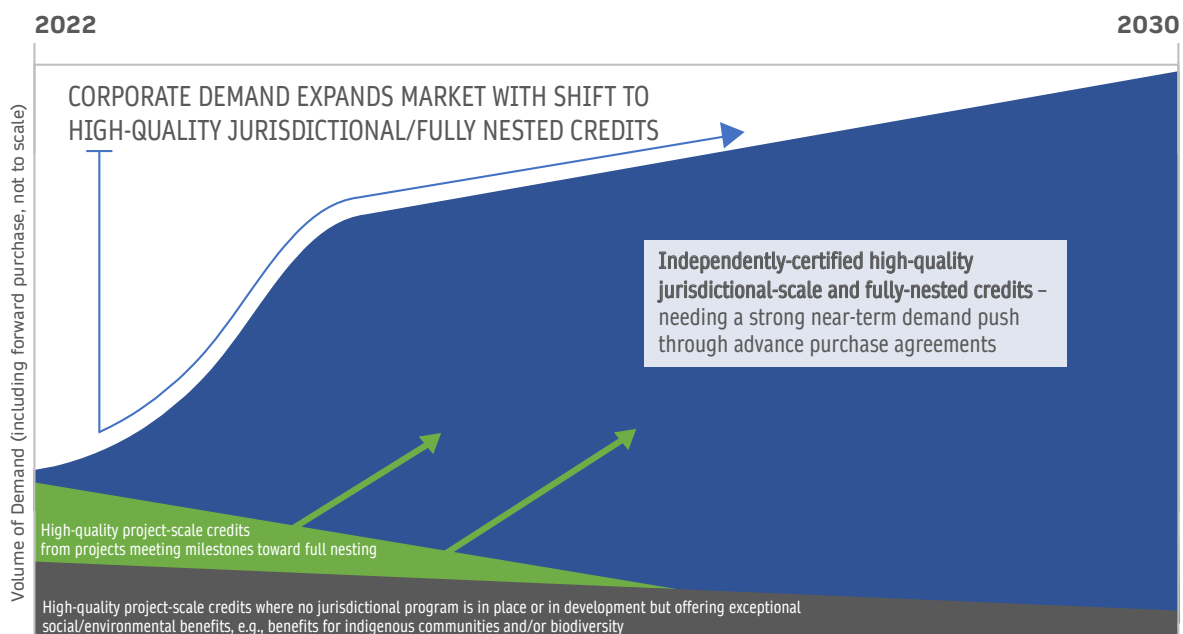 2022
2030
CORPORATE DEMAND EXPANDS MARKET WITH SHIFT TO
HIGH-QUALITY JURISDICTIONAL/FULLY NESTED CREDITS
Volume of Demand (including forward purchase, not to scale)
Independently-certified high-quality
jurisdictional-scale and fully-nested credits –
needing a strong near-term demand push
through advance purchase agreements
High-quality project-scale credits
from projects meeting milestones toward full nesting
High-quality project-scale credits where no jurisdictional program is in place or in development but offering exceptional
social/environmental benefits, e.g., benefits for indigenous communities and/or biodiversity